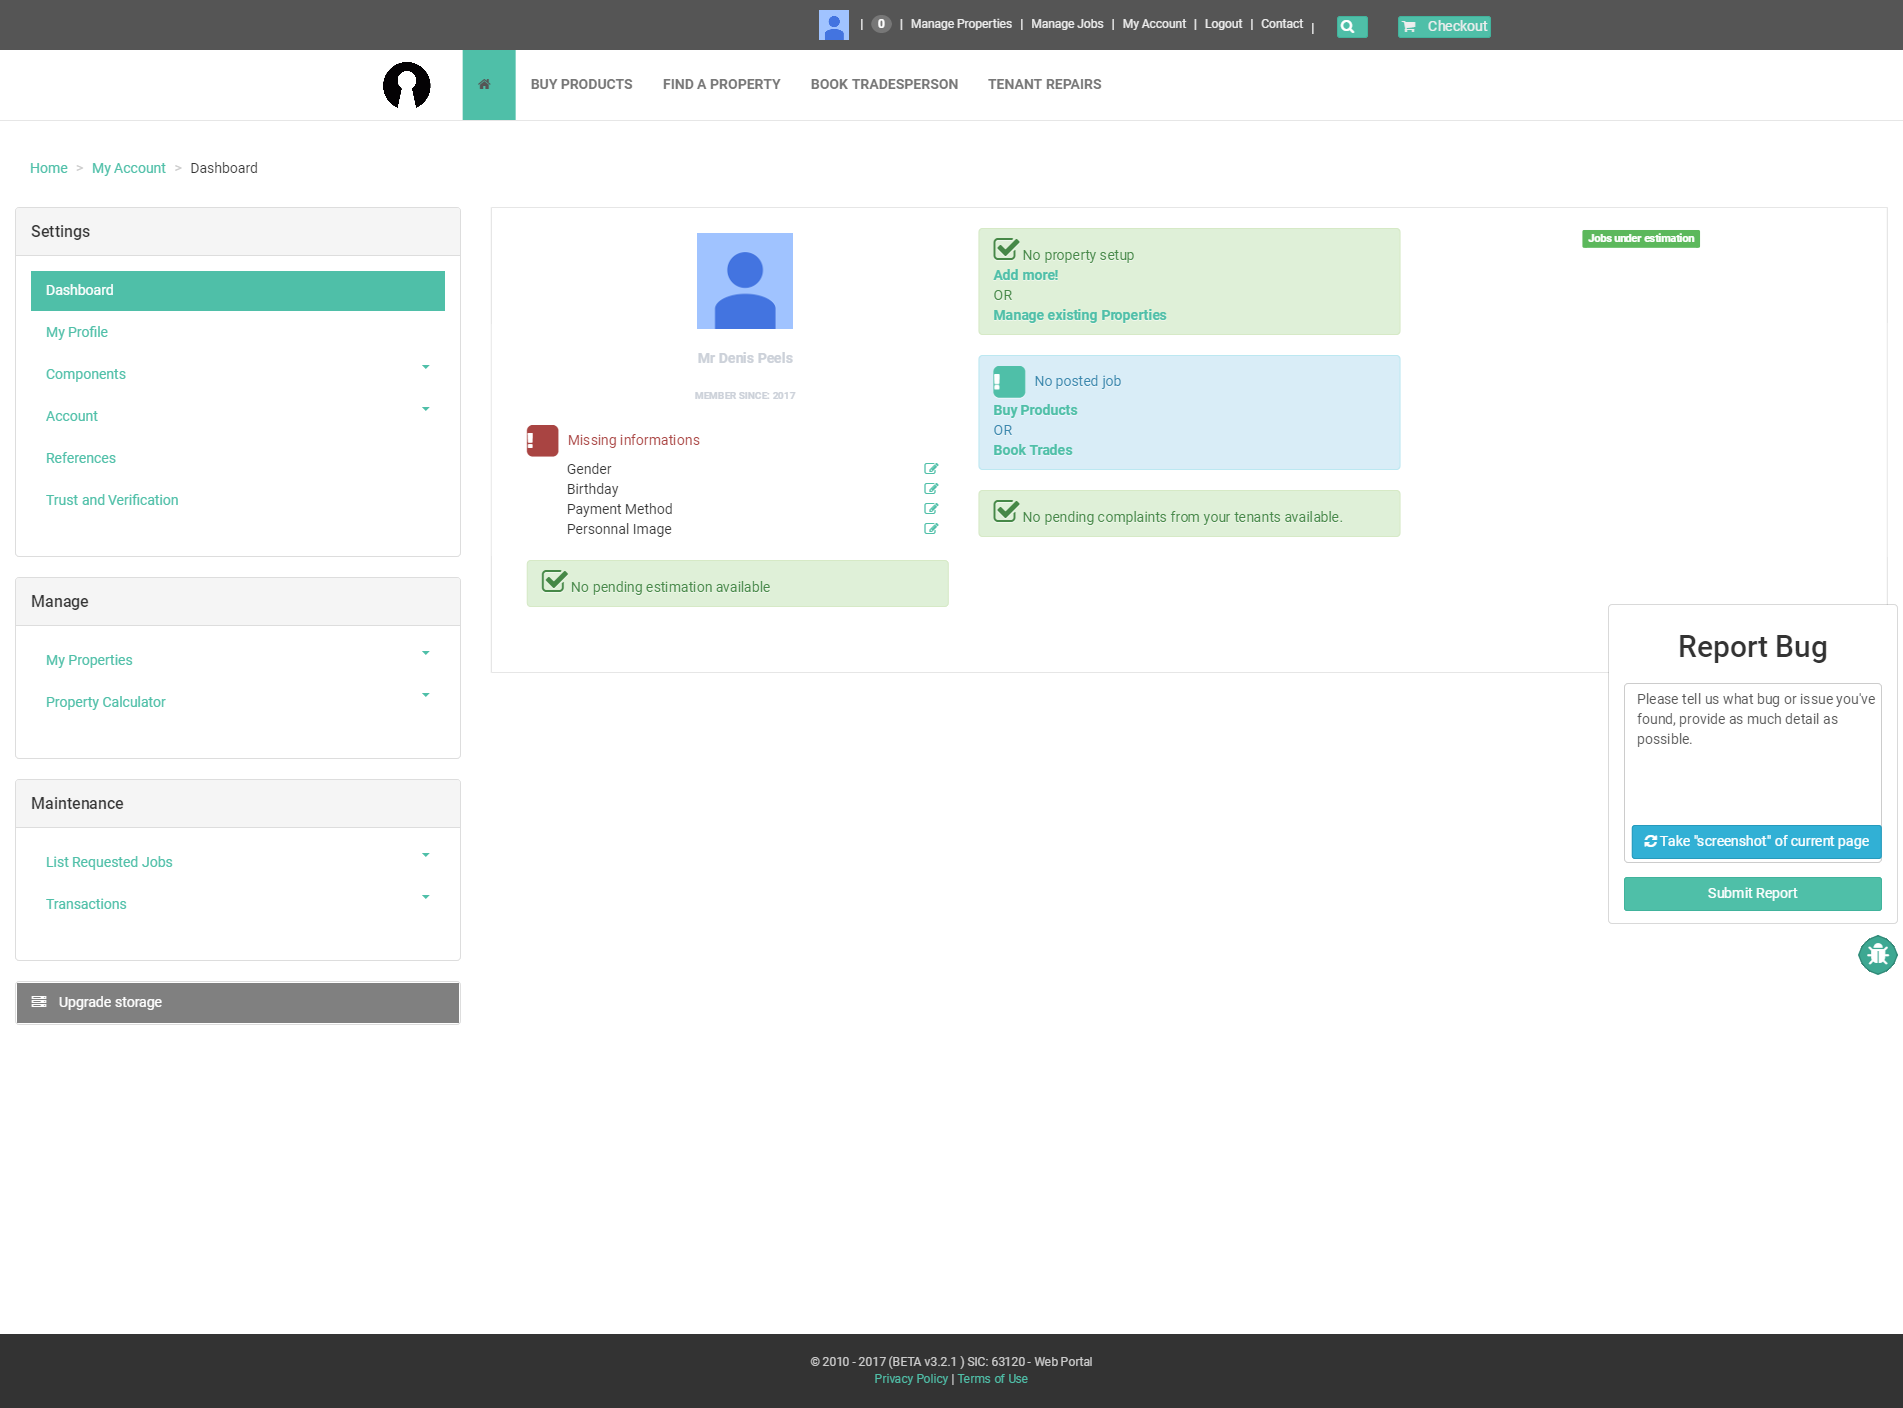 | 0 | Manage Properties | Manage Jobs | My Account | Logout | Contact | Checkout
BUY PRODUCTS FIND A PROPERTY BOOK TRADESPERSON TENANT REPAIRS
Home > My Account > Dashboard
Settings
Dashboard
My Profile
Components
Account
References
Trust and Verification
Manage
My Properties
Property Calculator
Maintenance
List Requested Jobs
Transactions
Upgrade storage
Mr Denis Peels
MEMBER SINCE: 2017
! Missing informations
Gender
Birthday
Payment Method
Personnal Image
No pending estimation available
No property setup
Add more!
OR
Manage existing Properties
! No posted job
Buy Products
OR
Book Trades
No pending complaints from your tenants available.
Jobs under estimation
Report Bug
Please tell us what bug or issue you've
found, provide as much detail as
possible.
Take "screenshot" of current page
Submit Report
© 2010 - 2017 (BETA v3.2.1 ) SIC: 63120 - Web Portal
Privacy Policy | Terms of Use